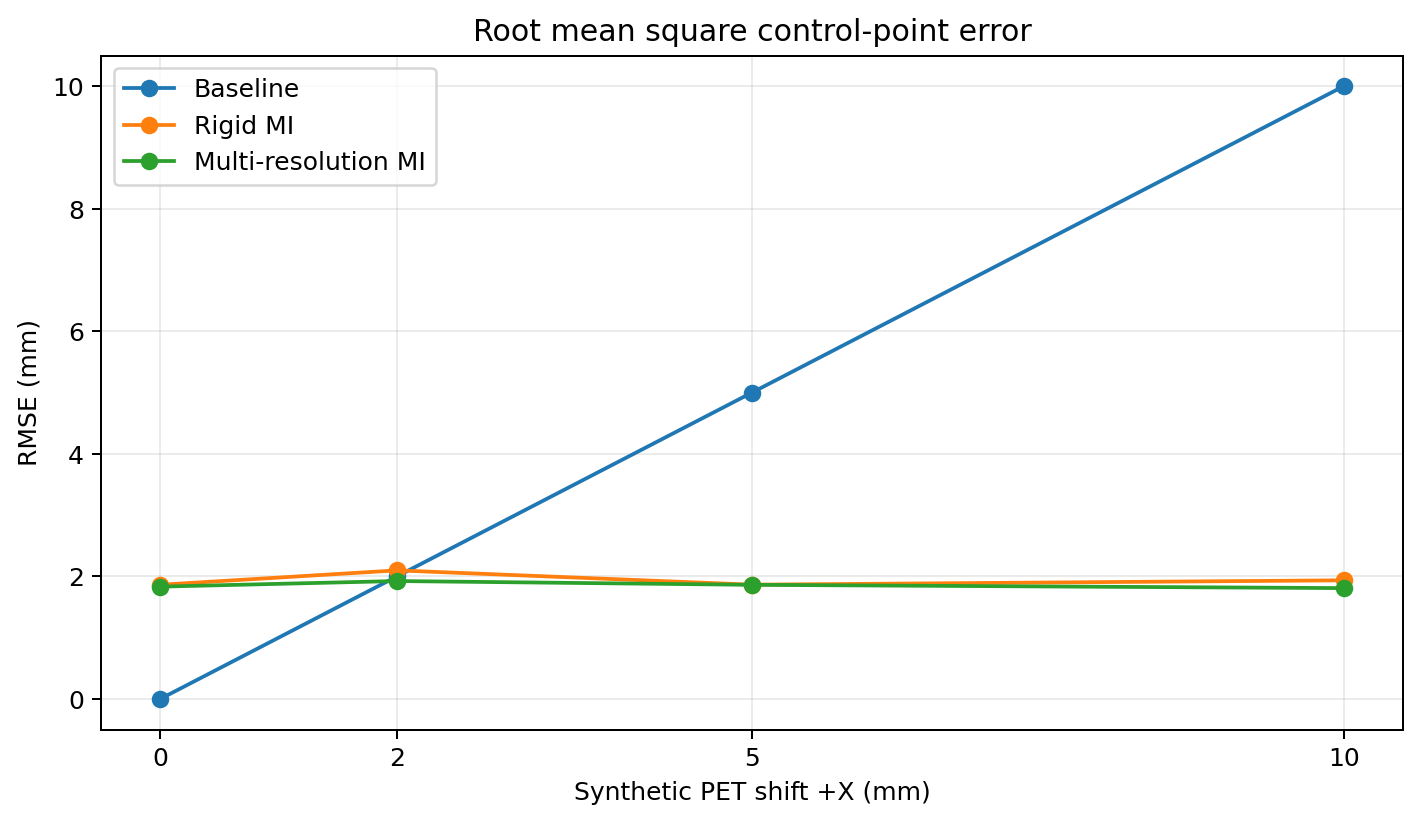 Root mean square control-point error
Baseline
Rigid MI
Multi-resolution MI
RMSE (mm)
10
8
6
4
2
0
0 2 5 10
Synthetic PET shift +X (mm)